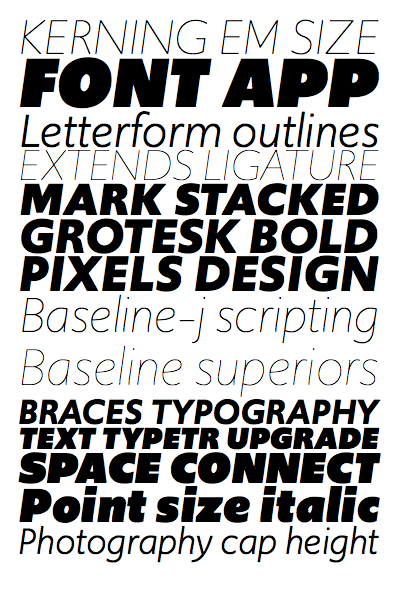 KERNING EM SIZE
FONT APP
Letterform outlines
EXTENDS LIGATURE
MARK STACKED
GROTESK BOLD
PIXELS DESIGN
Baseline-j scripting
Baseline superiors
BRACES TYPOGRAPHY
TEXT TYPETR UPGRADE
SPACE CONNECT
Point size italic
Photography cap height